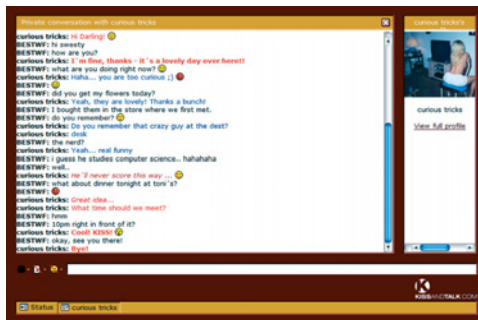 Private conversation with curious tricks
curious tricks: Hi Darling!
BESTWF: hi sweety
BESTWF: how are you?
curious tricks: I´m fine, thanks - it´s a lovely day over here!!
BESTWF: what are you doing right now?
curious tricks: Haha... you are too curious ;)
BESTWF:
BESTWF: did you get my flowers today?
curious tricks: Yeah, they are lovely! Thanks a bunch!
BESTWF: I bought them in the store where we first met.
BESTWF: do you remember?
curious tricks: Do you remember that crazy guy at the dest?
curious tricks: desk
BESTWF: the nerd?
curious tricks: Yeah... real funny
BESTWF: i guess he studies computer science.. hahahaha
BESTWF: well..
curious tricks: He´ll never score this way ...
BESTWF: what about dinner tonight at toni´s?
BESTWF:
curious tricks: Great idea...
curious tricks: What time should we meet?
BESTWF: hmm
BESTWF: 10pm right in front of it?
curious tricks: Cool! KISS!
BESTWF: okay, see you there!
curious tricks: Bye!
curious tricks's
curious tricks
View full profile
KISSANDTALK.COM
Status
curious tricks